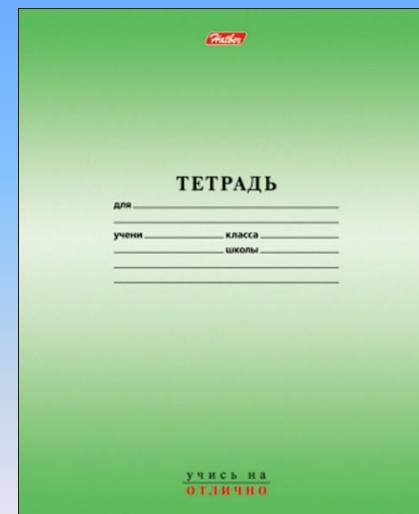 Hatber
ТЕТРАДЬ
для
учени класса
школы
учись на
ОТЛИЧНО